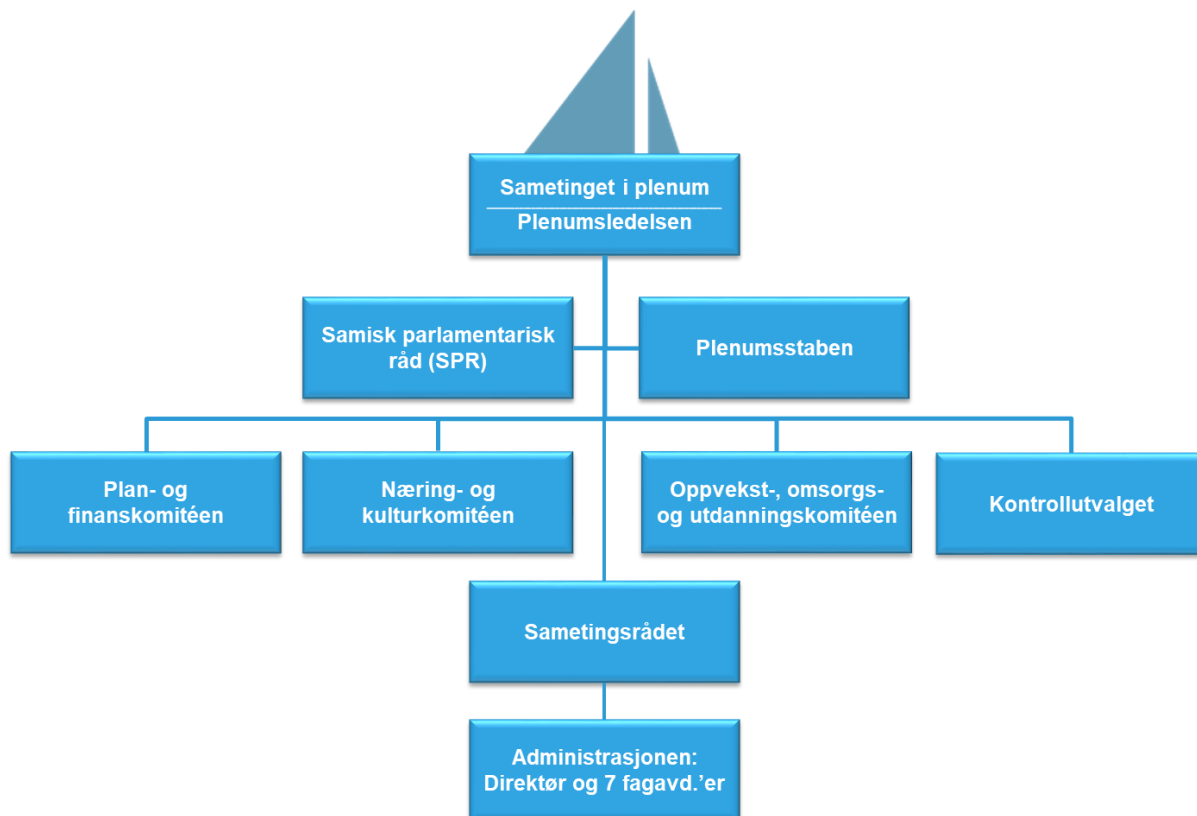 Sametinget i plenum
Plenumsledelsen
Samisk parlamentarisk
råd (SPR)
Plenumsstaben
Plan- og
finanskomitéen
Næring- og
kulturkomitéen
Oppvekst-, omsorgs-
og utdanningskomitéen
Kontrollutvalget
Sametingsrådet
Administrasjonen:
Direktør og 7 fagavd.’er